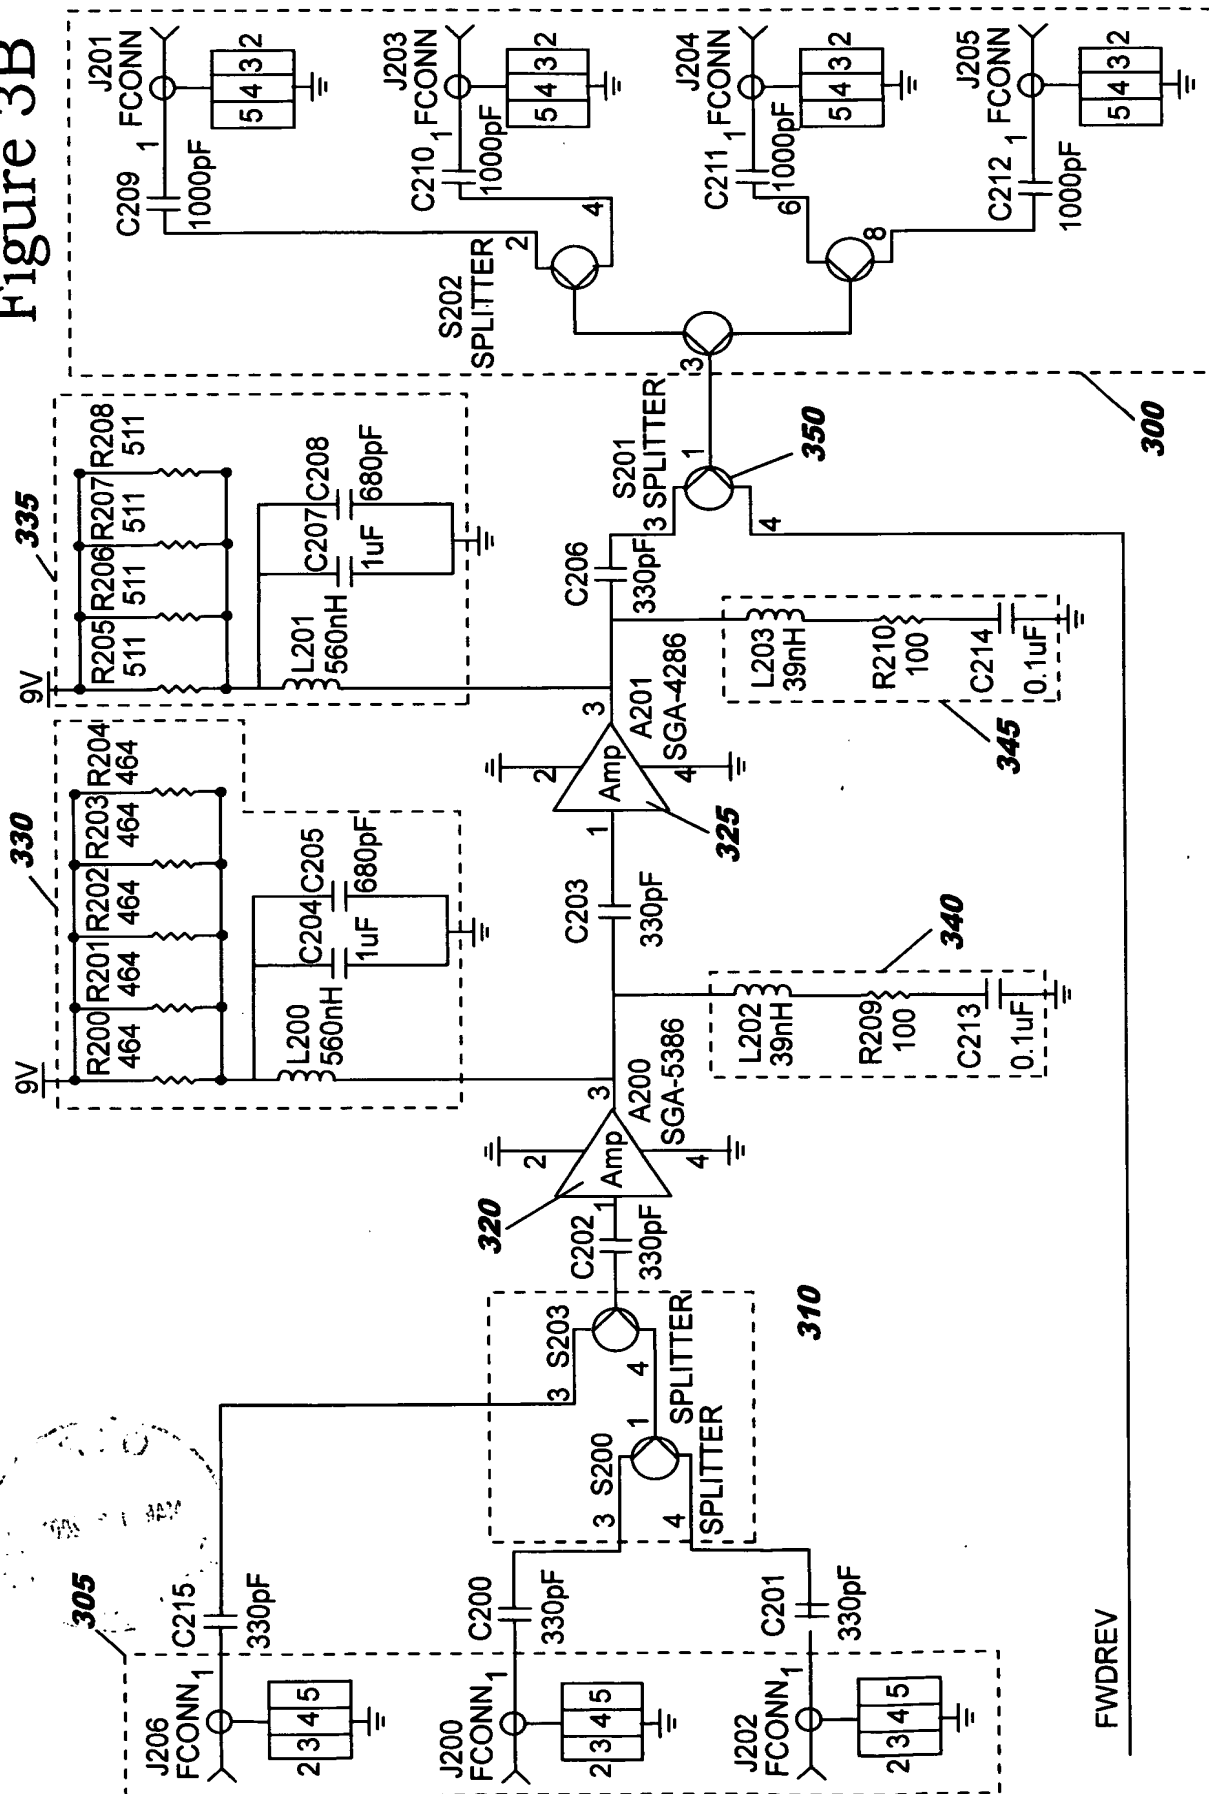 Figure 3B
J206
FCONN
1
2 3 4 5
305
C215
330pF
J200
FCONN
1
2 3 4 5
C200
330pF
J202
FCONN
1
2 3 4 5
C201
330pF
3
S200
4
1
SPLITTER
3
S203
4
SPLITTER
310
C202
330pF
320
1
Amp
2
4
3
A200
SGA-5386
330
9V
R200
464
R201
464
R202
464
R203
464
R204
464
L200
560nH
C204
1uF
C205
680pF
L202
39nH
R209
100
C213
0.1uF
340
C203
330pF
1
Amp
2
4
3
325
A201
SGA-4286
335
9V
R205
511
R206
511
R207
511
R208
511
L201
560nH
C207
1uF
C208
680pF
L203
39nH
R210
100
C214
0.1uF
345
C206
330pF
3
S201
SPLITTER
1
4
350
300
3
S202
SPLITTER
2
4
6
8
C209
1000pF
1
J201
FCONN
5 4 3 2
C210
1000pF
1
J203
FCONN
5 4 3 2
C211
1000pF
1
J204
FCONN
5 4 3 2
C212
1000pF
1
J205
FCONN
5 4 3 2
FWDREV